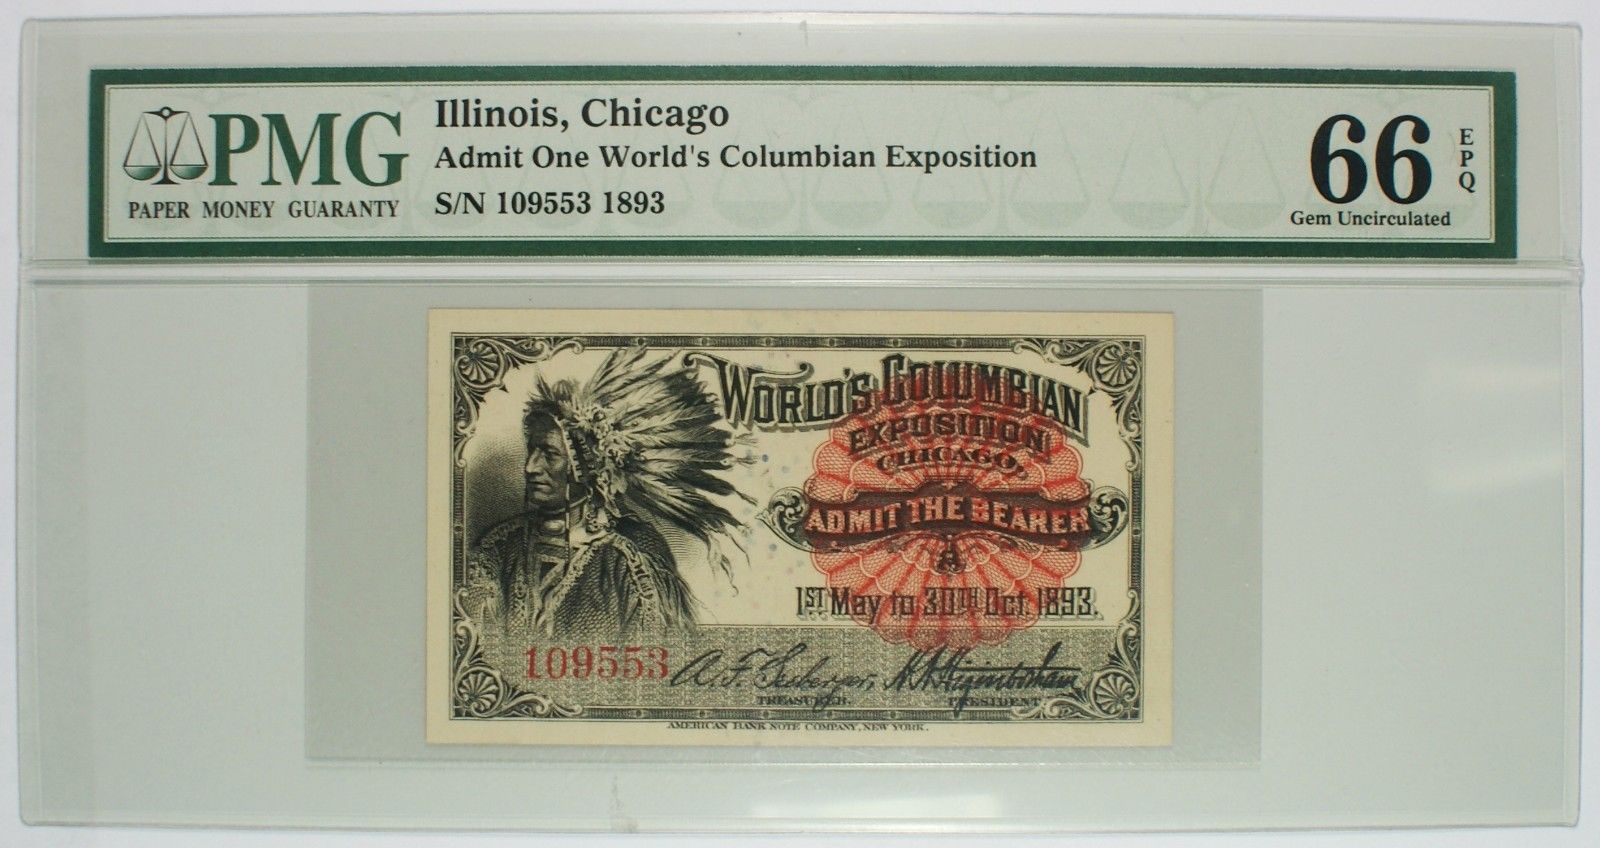 PMG
PAPER MONEY GUARANTY
Illinois, Chicago
Admit One World's Columbian Exposition
S/N 109553 1893
66
EPQ
Gem Uncirculated
WORLD'S COLUMBIAN
EXPOSITION
CHICAGO,
ADMIT THE BEARER
A
1ST May to 30TH Oct. 1893.
109553 A. F. Seeberger, H. N. Higinbotham
TREASURER. PRESIDENT
AMERICAN BANK NOTE COMPANY, NEW YORK.